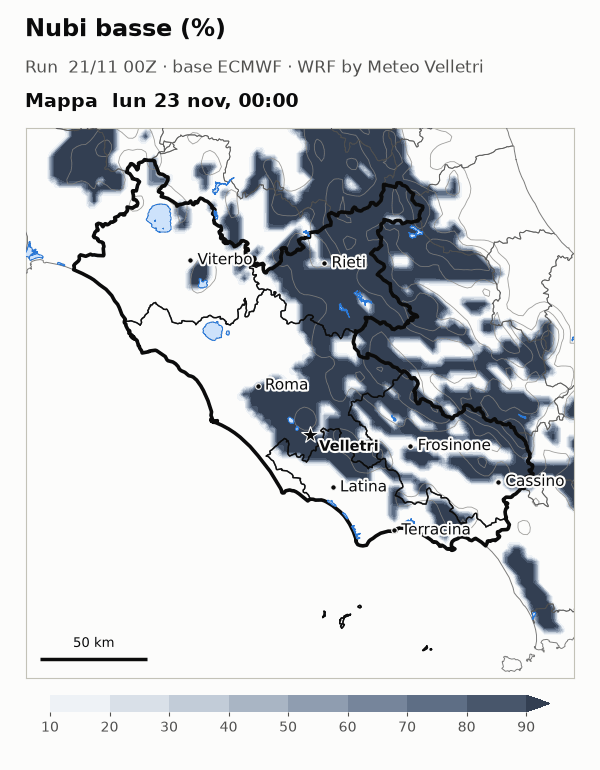 Nubi basse (%)
Run 21/11 00Z · base ECMWF · WRF by Meteo Velletri
Mappa lun 23 nov, 00:00
Viterbo
Rieti
Roma
Velletri
Frosinone
Cassino
Latina
Terracina
50 km
10 20 30 40 50 60 70 80 90